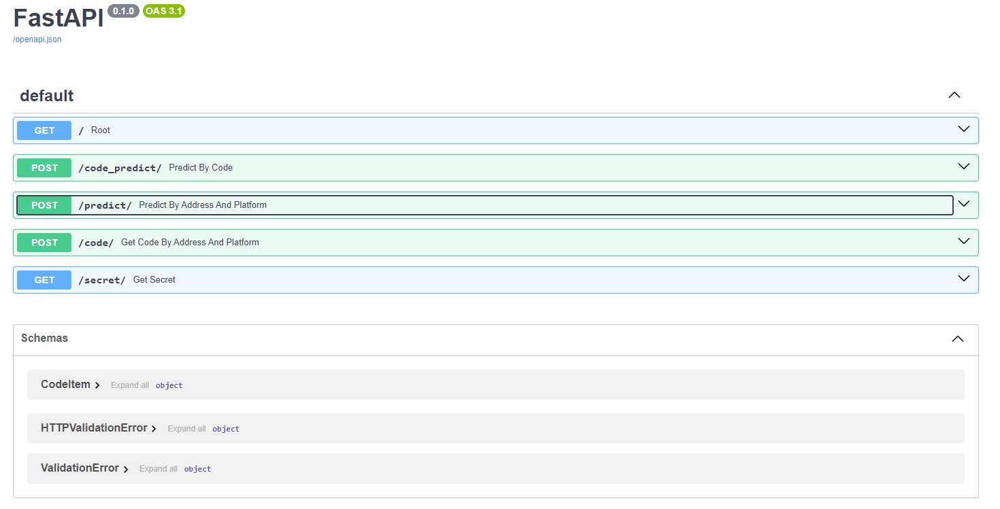 FastAPI 0.1.0 OAS 3.1
/openapi.json
default
GET / Root
POST /code_predict/ Predict By Code
POST /predict/ Predict By Address And Platform
POST /code/ Get Code By Address And Platform
GET /secret/ Get Secret
Schemas
CodeItem Expand all object
HTTPValidationError Expand all object
ValidationError Expand all object